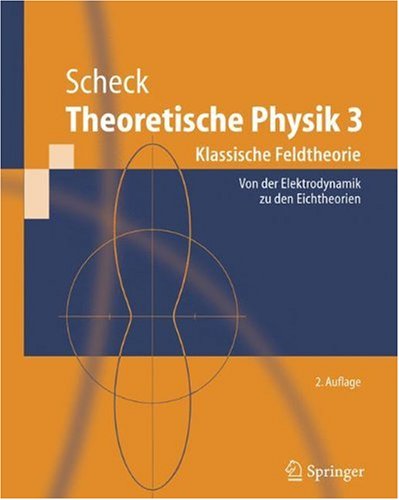 Scheck
Theoretische Physik 3
Klassische Feldtheorie
Von der Elektrodynamik
zu den Eichtheorien
2. Auflage
Springer